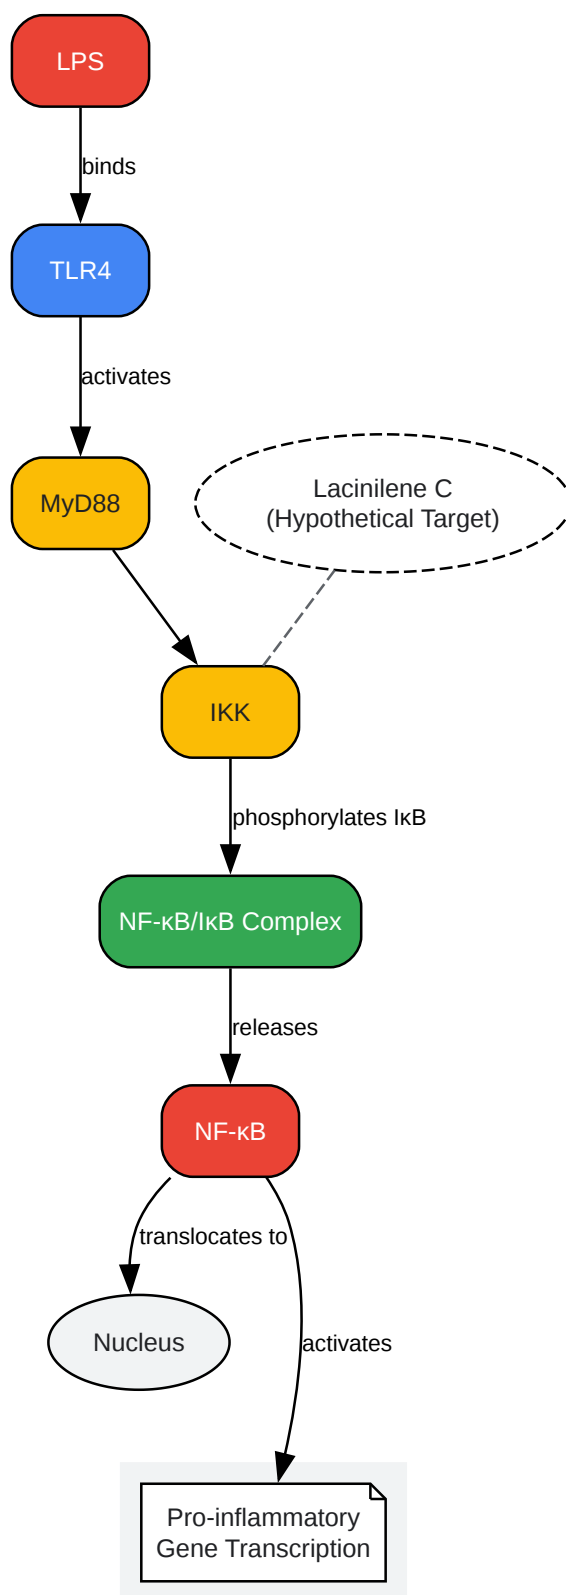 LPS
binds
TLR4
activates
MyD88
Lacinilene C
(Hypothetical Target)
IKK
phosphorylates IκB
NF-κB/IκB Complex
releases
NF-κB
translocates to
Nucleus
activates
Pro-inflammatory
Gene Transcription